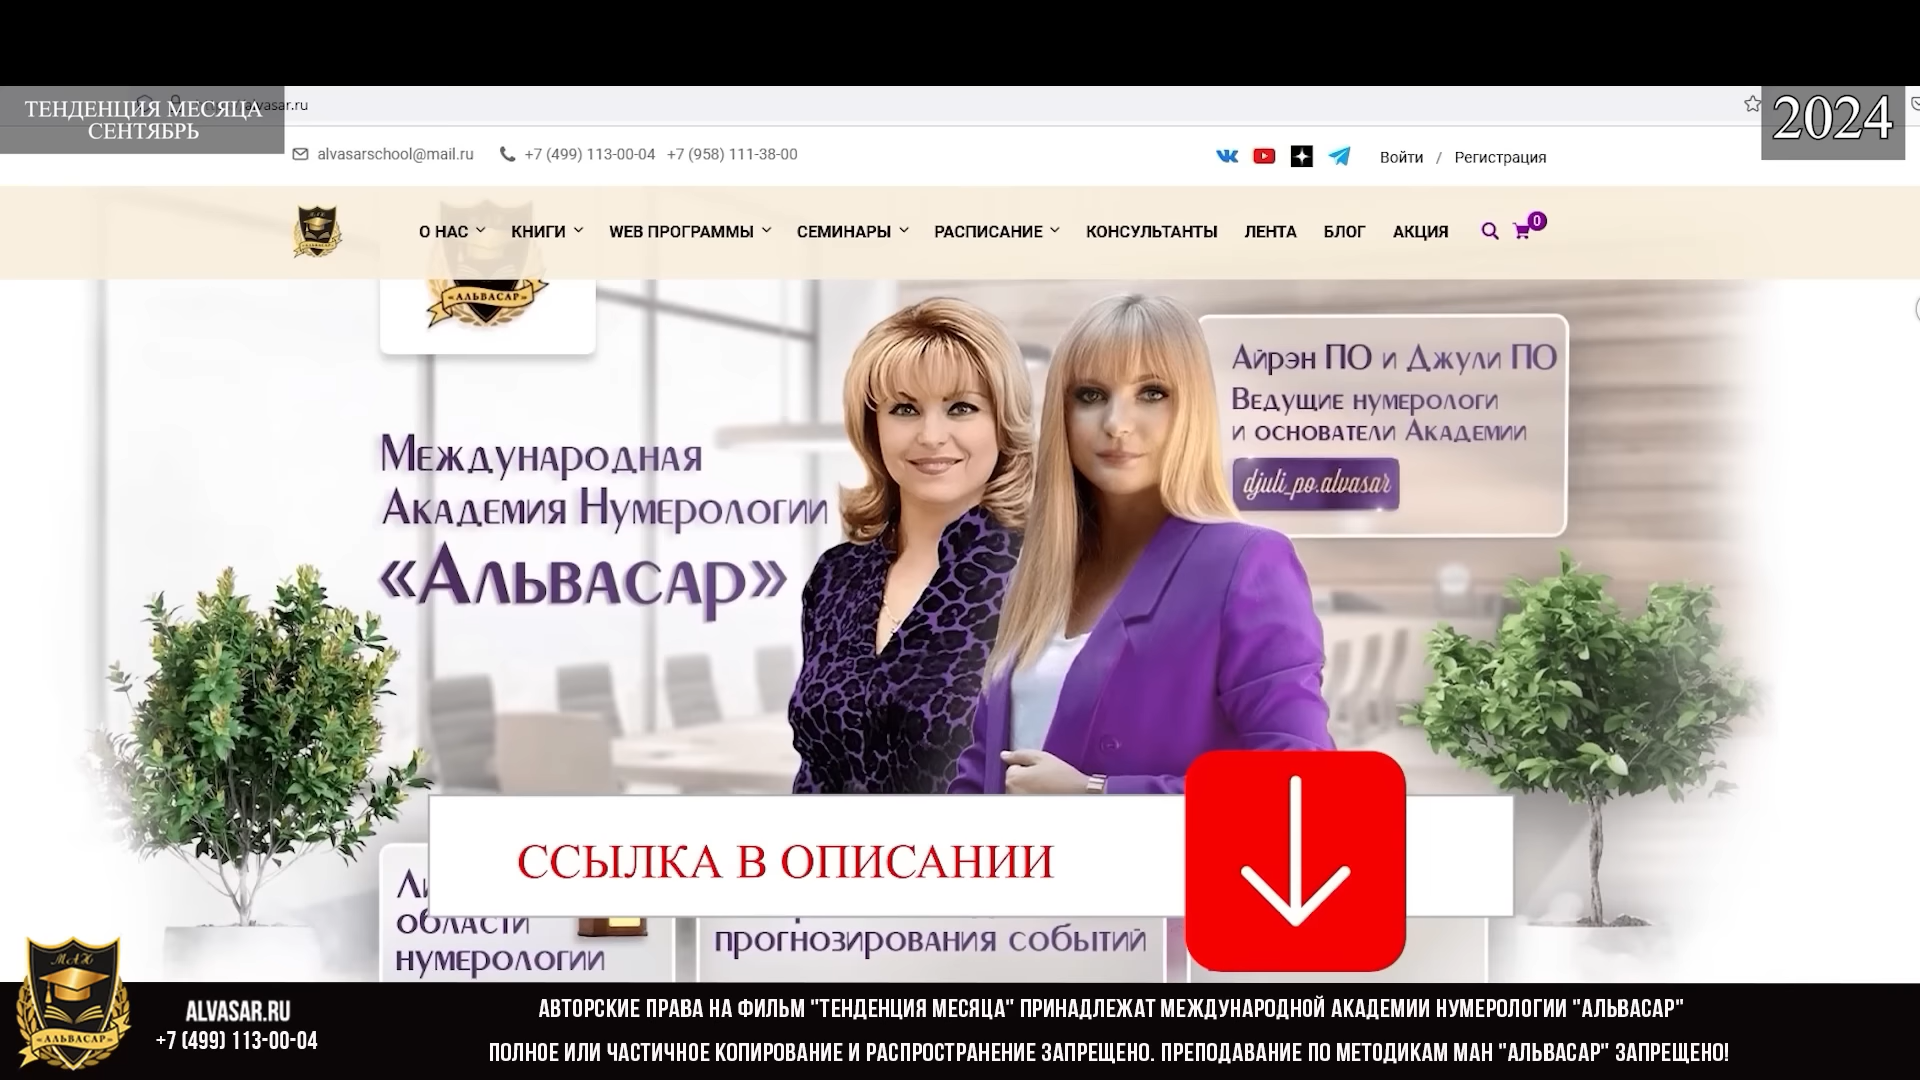 ТЕНДЕНЦИЯ МЕСЯЦА
СЕНТЯБРЬ
alvasar.ru
2024
alvasarschool@mail.ru +7 (499) 113-00-04 +7 (958) 111-38-00
Войти / Регистрация
О НАС КНИГИ WEB ПРОГРАММЫ СЕМИНАРЫ РАСПИСАНИЕ КОНСУЛЬТАНТЫ ЛЕНТА БЛОГ АКЦИЯ 0
«АЛЬВАСАР»
Айрэн ПО и Джули ПО
Ведущие нумерологи
и основатели Академии
djuli_po.alvasar
Международная
Академия Нумерологии
«Альвасар»
ССЫЛКА В ОПИСАНИИ
области
нумерологии
прогнозирования событий
МАН
АЛЬВАСАР
ALVASAR.RU
+7 (499) 113-00-04
АВТОРСКИЕ ПРАВА НА ФИЛЬМ "ТЕНДЕНЦИЯ МЕСЯЦА" ПРИНАДЛЕЖАТ МЕЖДУНАРОДНОЙ АКАДЕМИИ НУМЕРОЛОГИИ "АЛЬВАСАР"
ПОЛНОЕ ИЛИ ЧАСТИЧНОЕ КОПИРОВАНИЕ И РАСПРОСТРАНЕНИЕ ЗАПРЕЩЕНО. ПРЕПОДАВАНИЕ ПО МЕТОДИКАМ МАН "АЛЬВАСАР" ЗАПРЕЩЕНО!